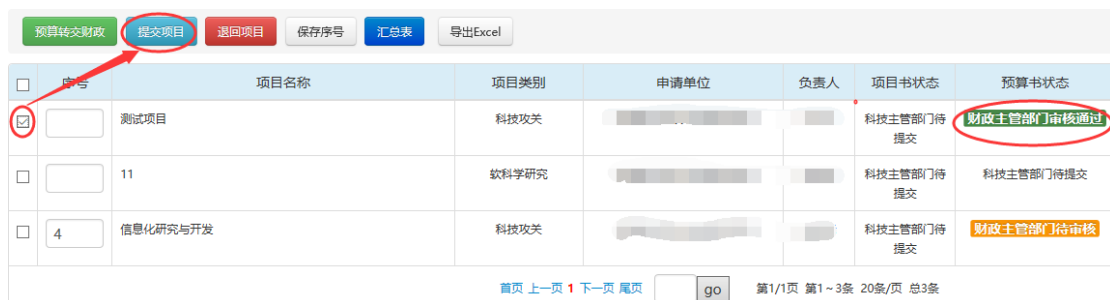 预算转交财政 提交项目 退回项目 保存序号 汇总表 导出Excel
序号 项目名称 项目类别 申请单位 负责人 项目书状态 预算书状态
测试项目 科技攻关 科技主管部门待 财政主管部门审核通过
提交
11 软科学研究 科技主管部门待 科技主管部门待提交
提交
4 信息化研究与开发 科技攻关 科技主管部门待 财政主管部门待审核
提交
首页 上一页 1 下一页 尾页 go 第1/1页 第1~3条 20条/页 总3条